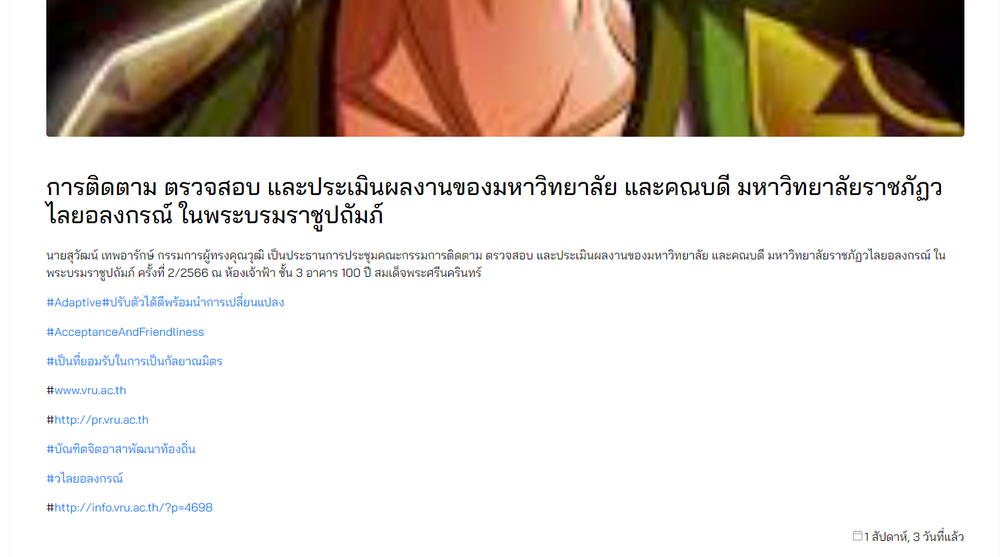 การติดตาม ตรวจสอบ และประเมินผลงานของมหาวิทยาลัย และคณบดี มหาวิทยาลัยราชภัฏว
ไลยอลงกรณ์ ในพระบรมราชูปถัมภ์
นายสุวัฒน์ เทพอารักษ์ กรรมการผู้ทรงคุณวุฒิ เป็นประธานการประชุมคณะกรรมการติดตาม ตรวจสอบ และประเมินผลงานของมหาวิทยาลัย และคณบดี มหาวิทยาลัยราชภัฏวไลยอลงกรณ์ ใน
พระบรมราชูปถัมภ์ ครั้งที่ 2/2566 ณ ห้องเจ้าฟ้า ชั้น 3 อาคาร 100 ปี สมเด็จพระศรีนครินทร์
#Adaptive#ปรับตัวได้ดีพร้อมนำการเปลี่ยนแปลง
#AcceptanceAndFriendliness
#เป็นที่ยอมรับในการเป็นกัลยาณมิตร
#www.vru.ac.th
#http://pr.vru.ac.th
#บัณฑิตจิตอาสาพัฒนาท้องถิ่น
#วไลยอลงกรณ์
#http://info.vru.ac.th/?p=4698
1 สัปดาห์, 3 วันที่แล้ว